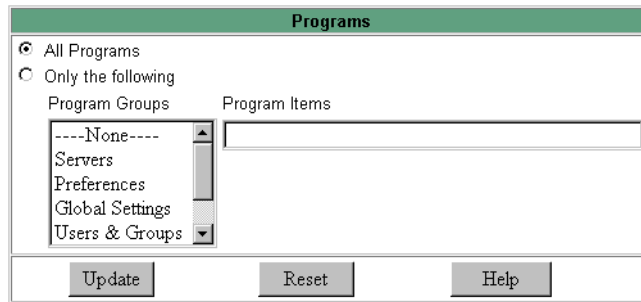 Programs
All Programs
Only the following
Program Groups Program Items
----None----
Servers
Preferences
Global Settings
Users & Groups
Update Reset Help